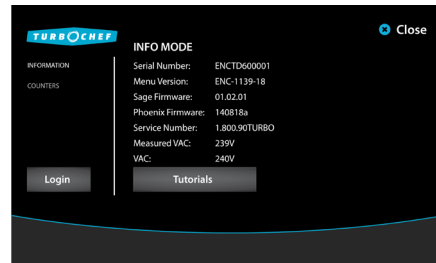 TURBOCHEF
Close
INFO MODE
INFORMATION
COUNTERS
Serial Number: ENCTD600001
Menu Version: ENC-1139-18
Sage Firmware: 01.02.01
Phoenix Firmware: 140818a
Service Number: 1.800.90TURBO
Measured VAC: 239V
VAC: 240V
Login
Tutorials